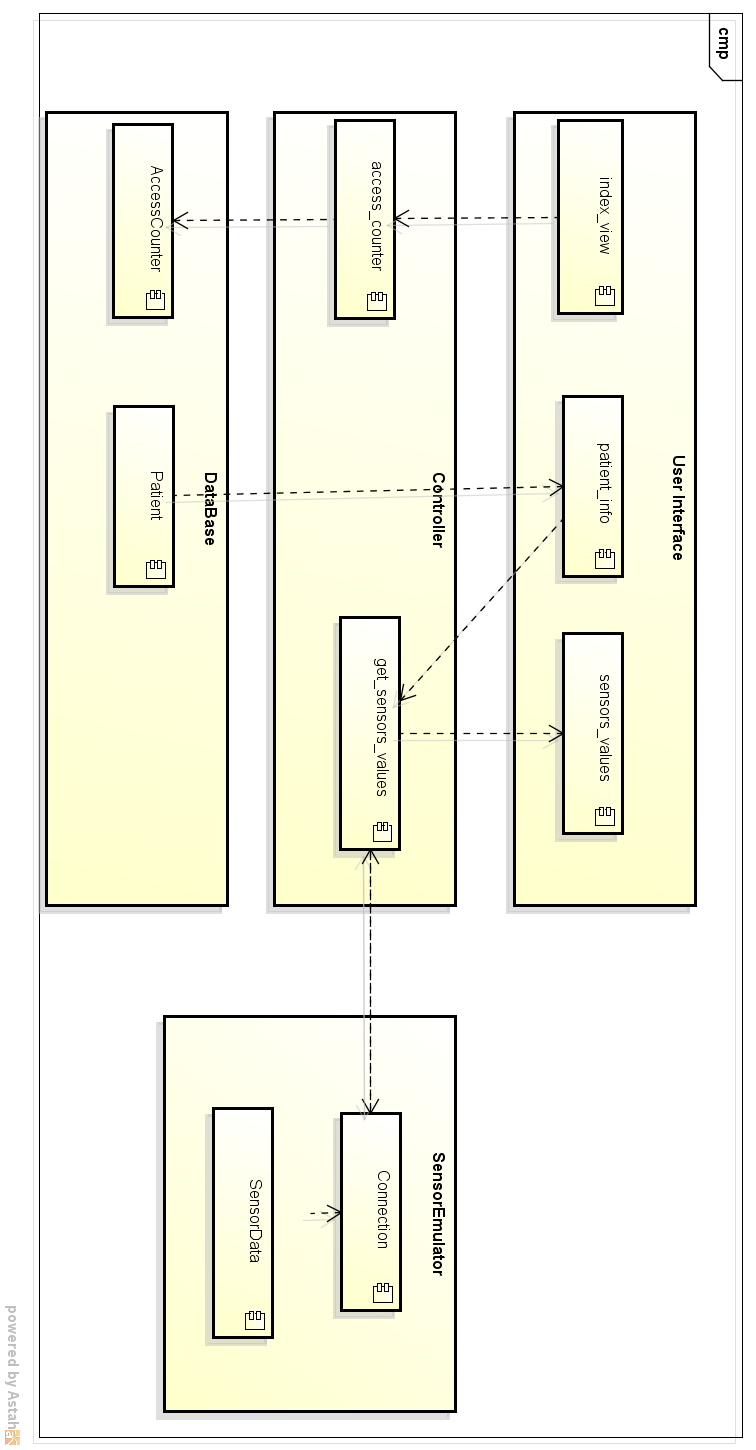 cmp
User Interface
index_view
patient_info
sensors_values
Controller
access_counter
get_sensors_values
DataBase
AccessCounter
Patient
SensorEmulator
Connection
SensorData
powered by Astah